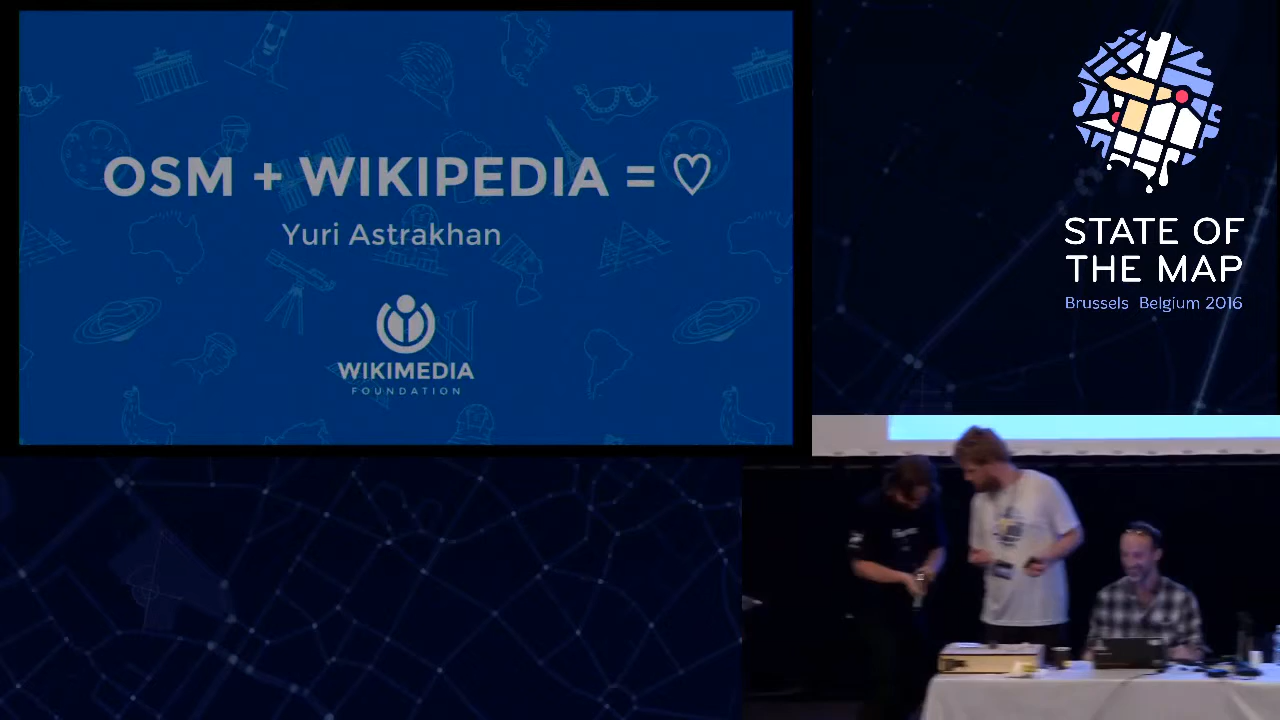 OSM + WIKIPEDIA = ♡
Yuri Astrakhan
WIKIMEDIA
FOUNDATION
STATE OF
THE MAP
Brussels Belgium 2016